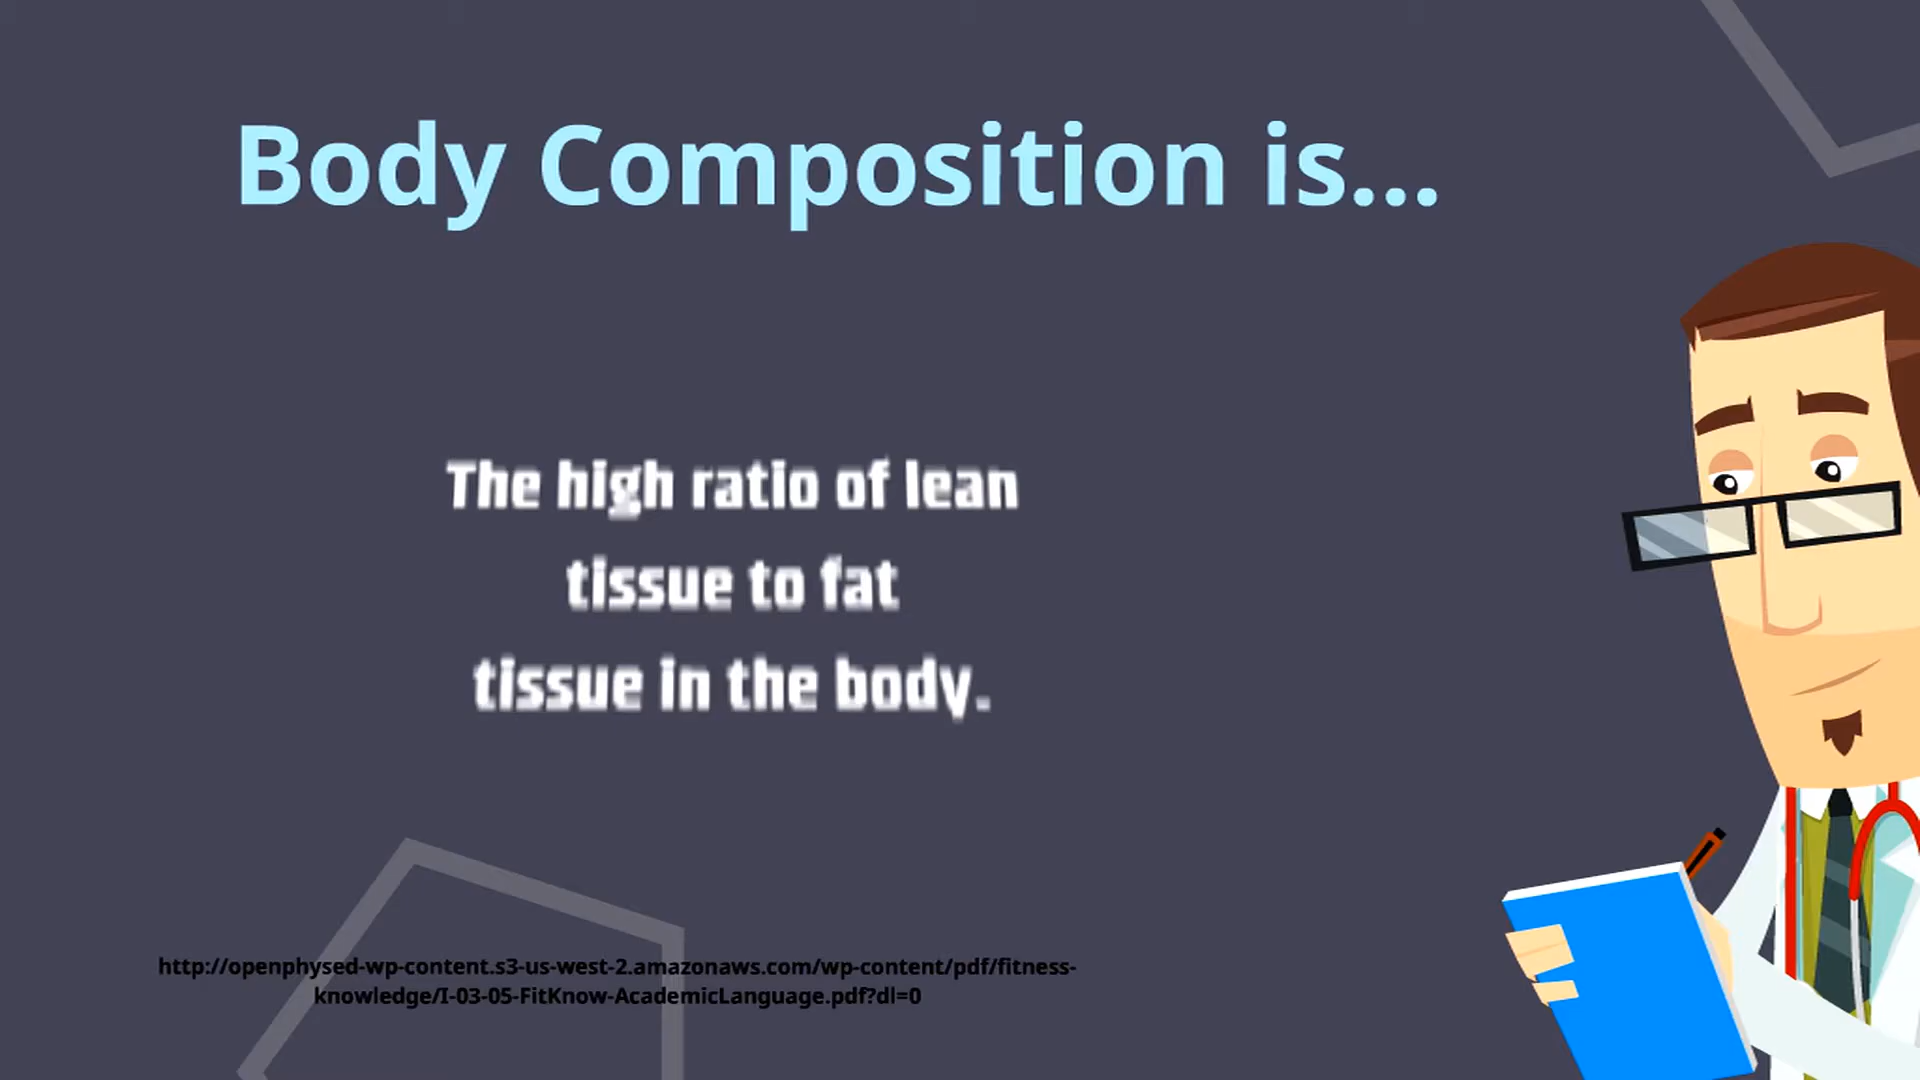 Body Composition is...
The high ratio of lean
tissue to fat
tissue in the body.
http://openphysed-wp-content.s3-us-west-2.amazonaws.com/wp-content/pdf/fitness-
knowledge/I-03-05-FitKnow-AcademicLanguage.pdf?dl=0